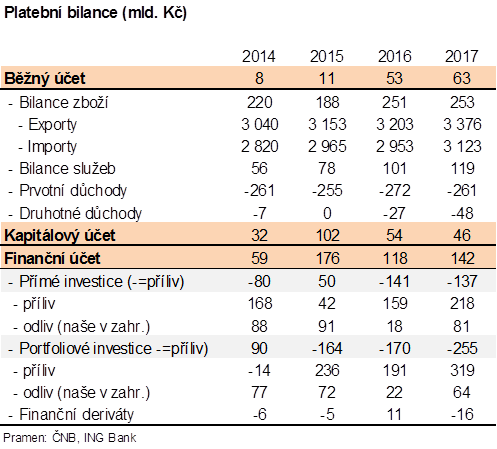 Platební bilance (mld. Kč)
2014 2015 2016 2017
Běžný účet 8 11 53 63
- Bilance zboží 220 188 251 253
- Exporty 3 040 3 153 3 203 3 376
- Importy 2 820 2 965 2 953 3 123
- Bilance služeb 56 78 101 119
- Prvotní důchody -261 -255 -272 -261
- Druhotné důchody -7 0 -27 -48
Kapitálový účet 32 102 54 46
Finanční účet 59 176 118 142
- Přímé investice (-=příliv) -80 50 -141 -137
- příliv 168 42 159 218
- odliv (naše v zahr.) 88 91 18 81
- Portfoliové investice -=příliv) 90 -164 -170 -255
- příliv -14 236 191 319
- odliv (naše v zahr.) 77 72 22 64
- Finanční deriváty -6 -5 11 -16
Pramen: ČNB, ING Bank